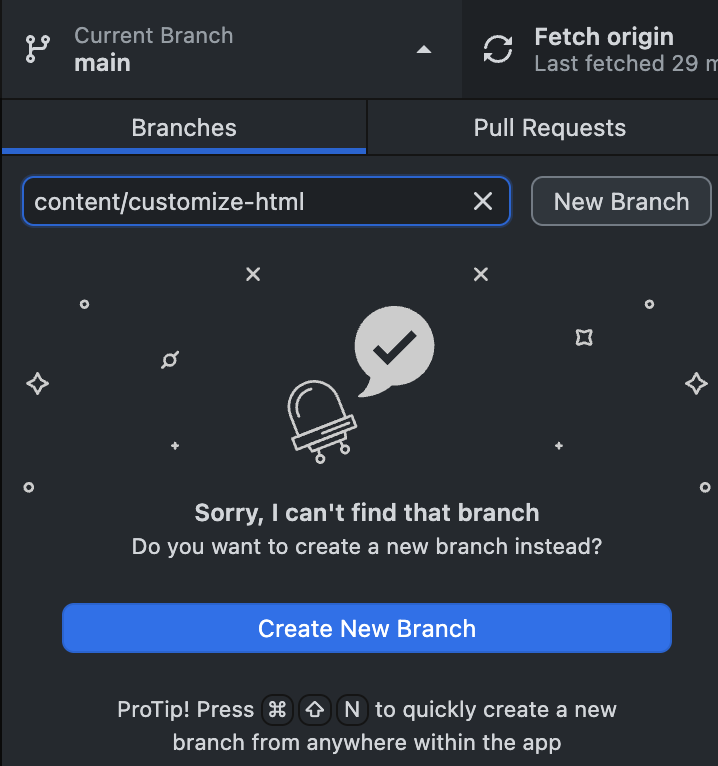 Current Branch
main
Fetch origin
Last fetched 29 m
Branches
Pull Requests
content/customize-html
New Branch
Sorry, I can't find that branch
Do you want to create a new branch instead?
Create New Branch
ProTip! Press ⌘ ⇧ N to quickly create a new
branch from anywhere within the app